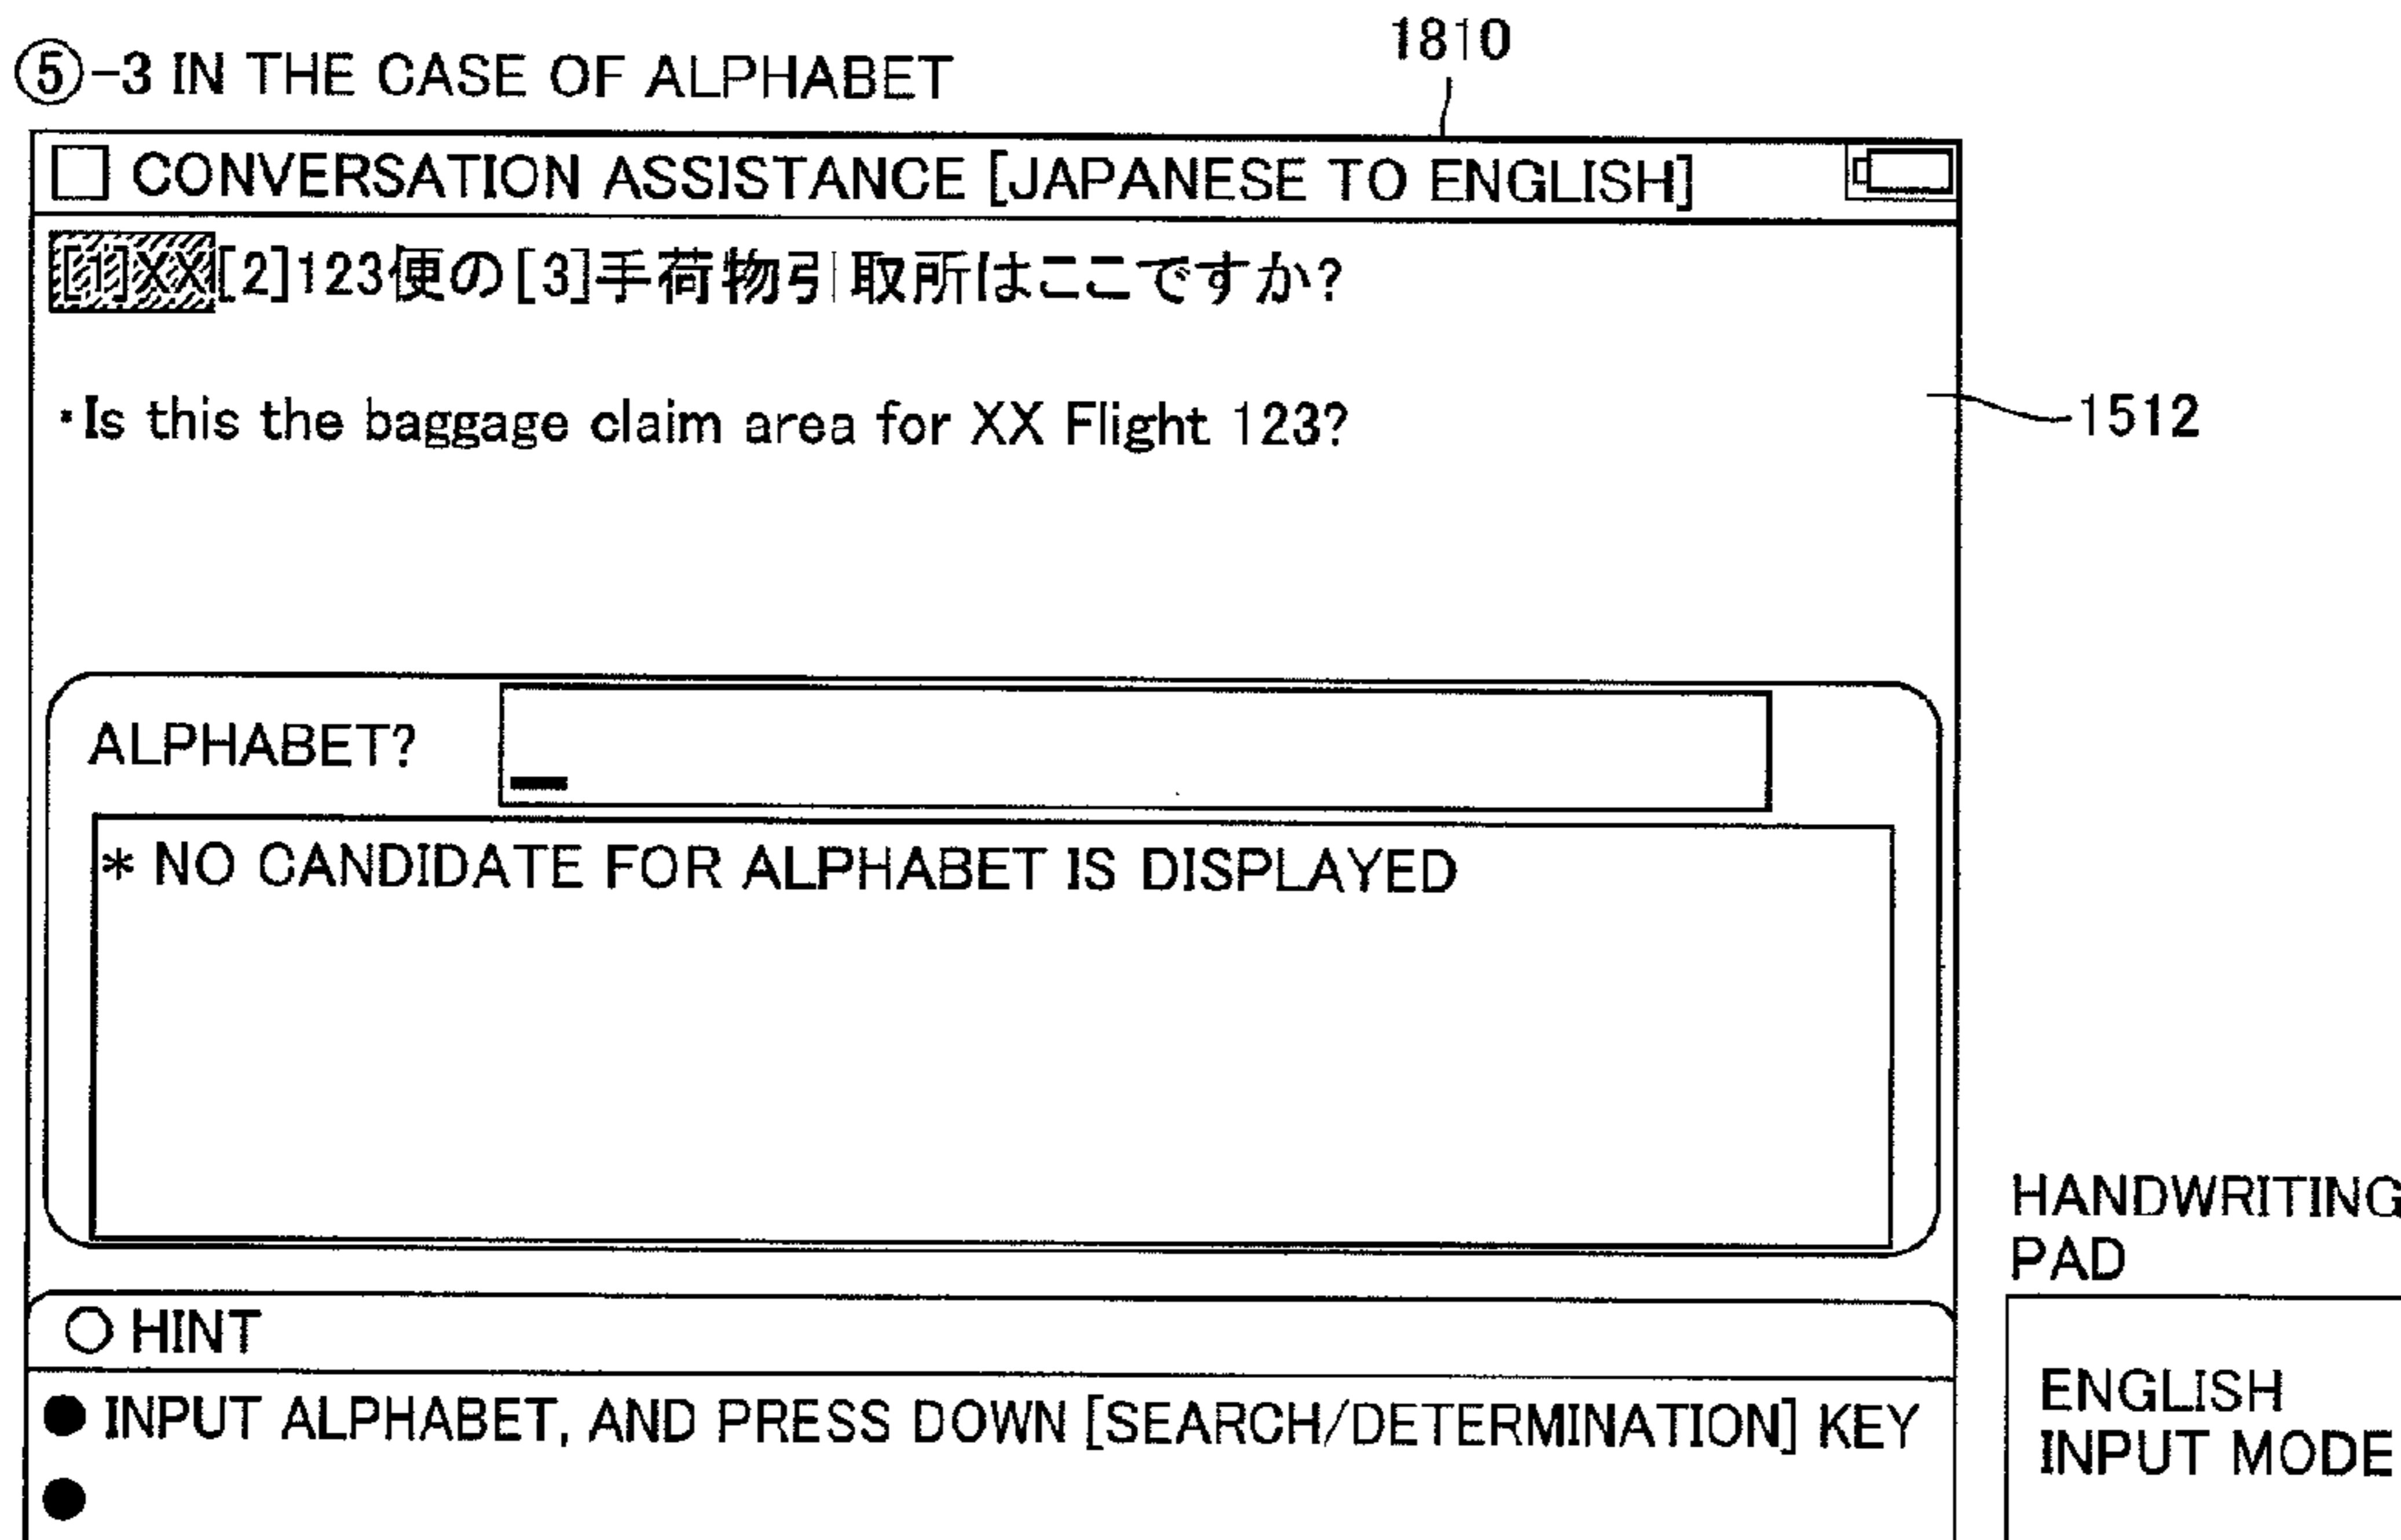 1810
⑤-3 IN THE CASE OF ALPHABET
CONVERSATION ASSISTANCE [JAPANESE TO ENGLISH]
[1]XX[2]123便の[3]手荷物引取所はここですか?
・Is this the baggage claim area for XX Flight 123?
1512
ALPHABET?
* NO CANDIDATE FOR ALPHABET IS DISPLAYED
HANDWRITING
PAD
○ HINT
● INPUT ALPHABET, AND PRESS DOWN [SEARCH/DETERMINATION] KEY
●
ENGLISH
INPUT MODE